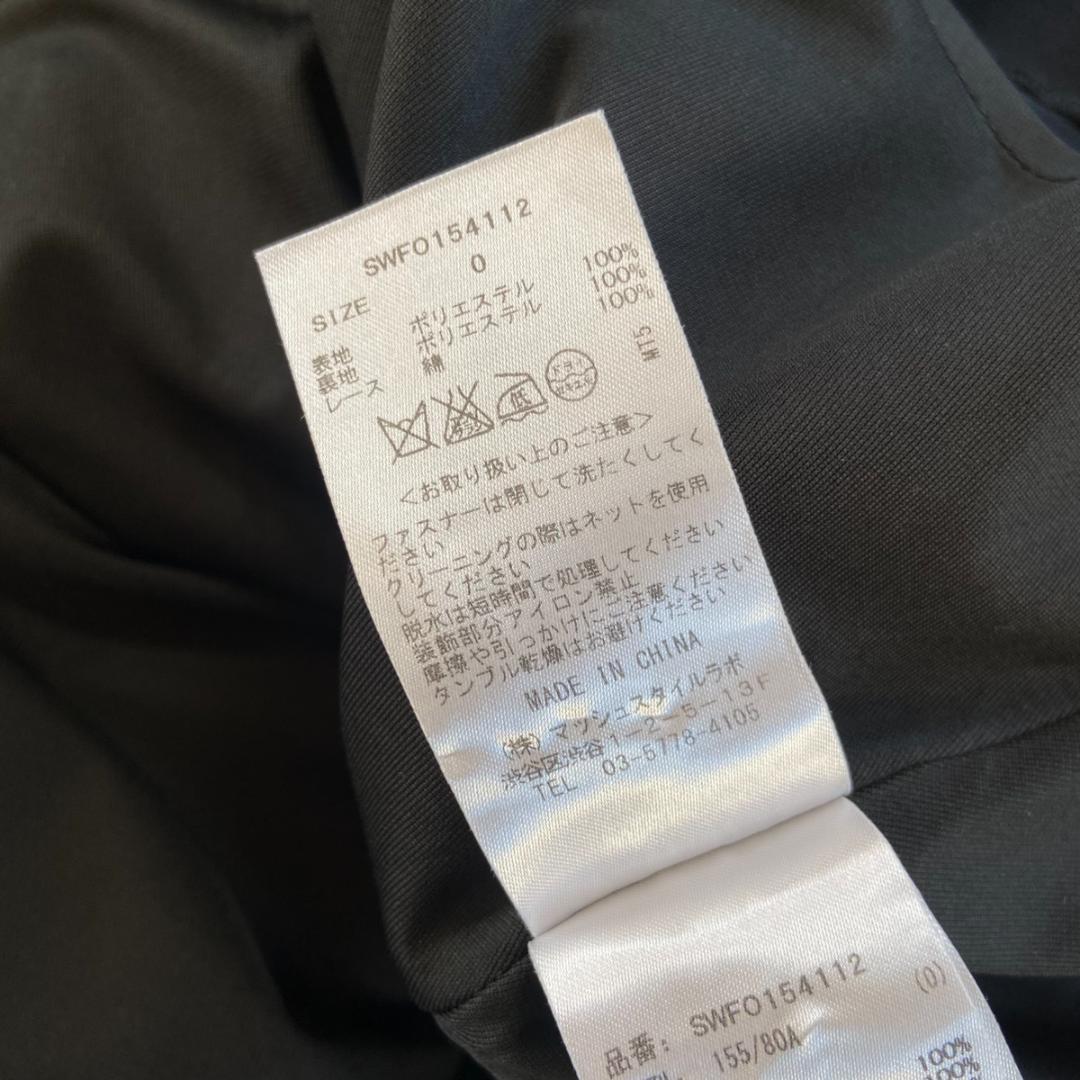 SWFO154112
SIZE 0
表地 ポリエステル 100%
裏地 ポリエステル 100%
レース 綿 100%
MT5
低
<お取り扱い上のご注意>
ファスナーは閉じて洗たくしてく
ださい
クリーニングの際はネットを使用
してください
脱水は短時間で処理してください
装飾部分アイロン禁止
摩擦や引っかけにご注意ください
タンブル乾燥はお避けください
MADE IN CHINA
(株)マッシュスタイルラボ
渋谷区渋谷1-2-5-13F
TEL 03-5778-4105
品番: SWFO154112 (0)
155/80A
100%
100%